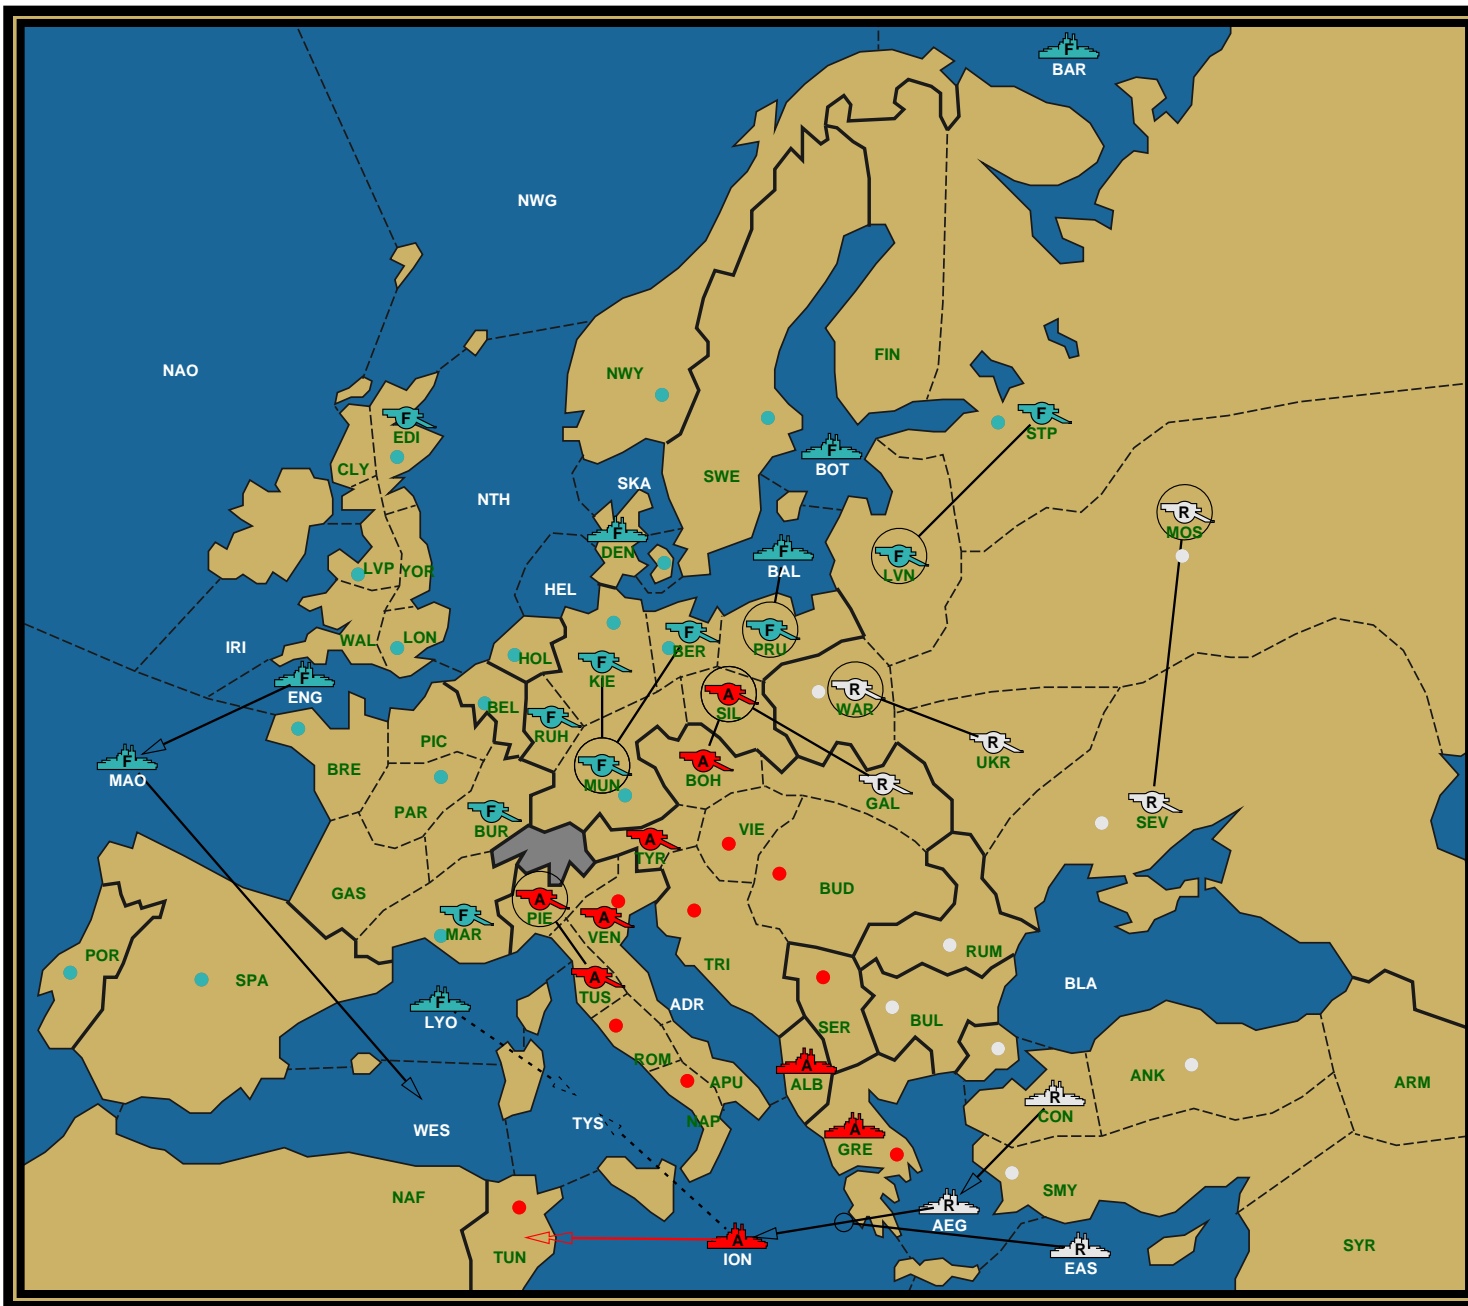 F
BAR
NWG
NAO
FIN
NWY
F
EDI
F
STP
CLY
F
BOT
SWE
SKA
NTH
R
MOS
F
DEN
F
BAL
F
LVN
LVP
YOR
HEL
WAL
LON
IRI
F
BER
F
PRU
HOL
F
KIE
F
ENG
A
SIL
R
WAR
BEL
F
RUH
PIC
R
UKR
F
MAO
BRE
A
BOH
F
MUN
R
GAL
PAR
F
BUR
R
SEV
VIE
A
TYR
GAS
BUD
A
PIE
F
MAR
A
VEN
POR
SPA
TRI
RUM
A
TUS
BLA
F
LYO
ADR
SER
BUL
ROM
A
ALB
APU
ANK
ARM
R
CON
NAP
WES
TYS
A
GRE
NAF
SMY
R
AEG
TUN
A
ION
R
EAS
SYR